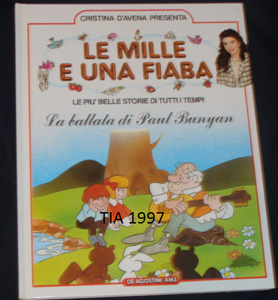 CRISTINA D'AVENA PRESENTA
LE MILLE
E UNA FIABA
LE PIU' BELLE STORIE DI TUTTI I TEMPI
La ballata di Paul Bunyan
TIA 1997
DE AGOSTINI · AMZ